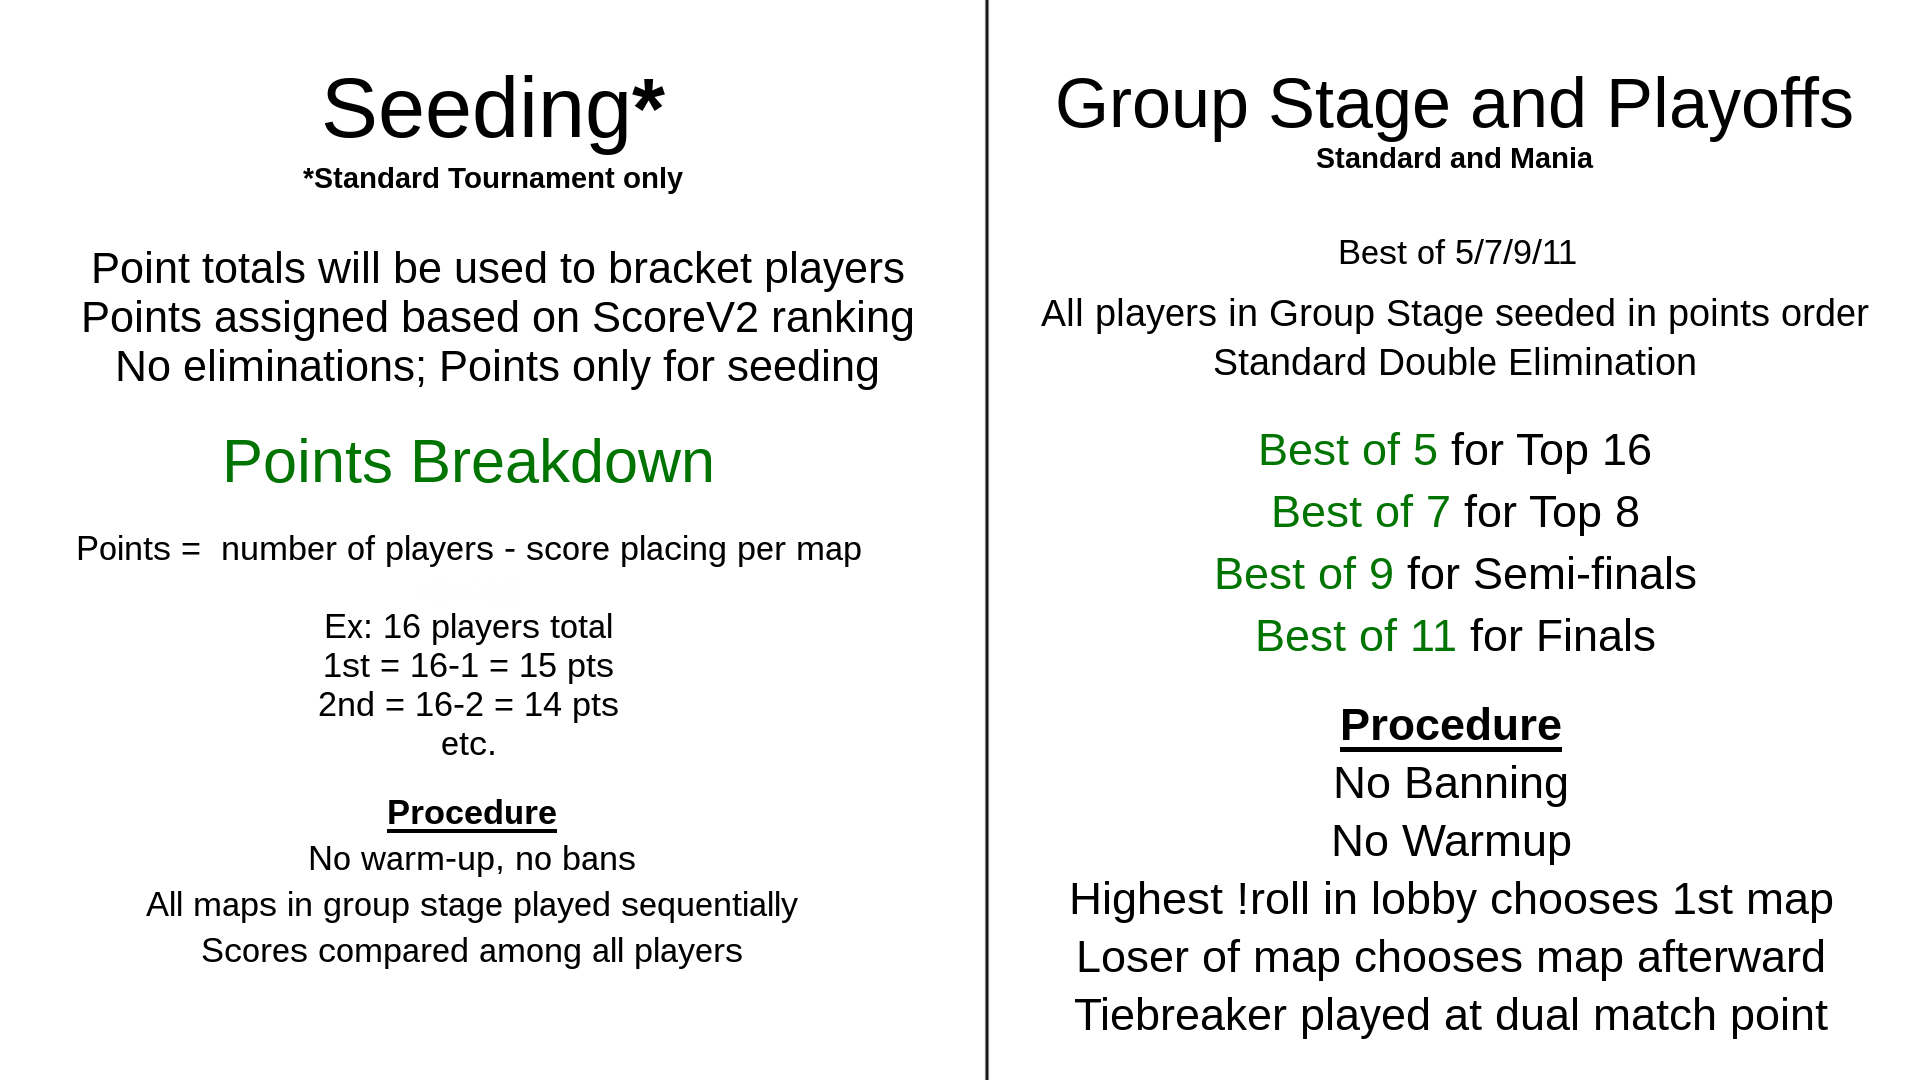 Seeding*
*Standard Tournament only
Point totals will be used to bracket players
Points assigned based on ScoreV2 ranking
No eliminations; Points only for seeding
Points Breakdown
Points =  number of players - score placing per map
Ex: 16 players total
1st = 16-1 = 15 pts
2nd = 16-2 = 14 pts
etc.
Procedure
No warm-up, no bans
All maps in group stage played sequentially
Scores compared among all players
Group Stage and Playoffs
Standard and Mania
Best of 5/7/9/11
All players in Group Stage seeded in points order
Standard Double Elimination
Best of 5 for Top 16
Best of 7 for Top 8
Best of 9 for Semi-finals
Best of 11 for Finals
Procedure
No Banning
No Warmup
Highest !roll in lobby chooses 1st map
Loser of map chooses map afterward
Tiebreaker played at dual match point